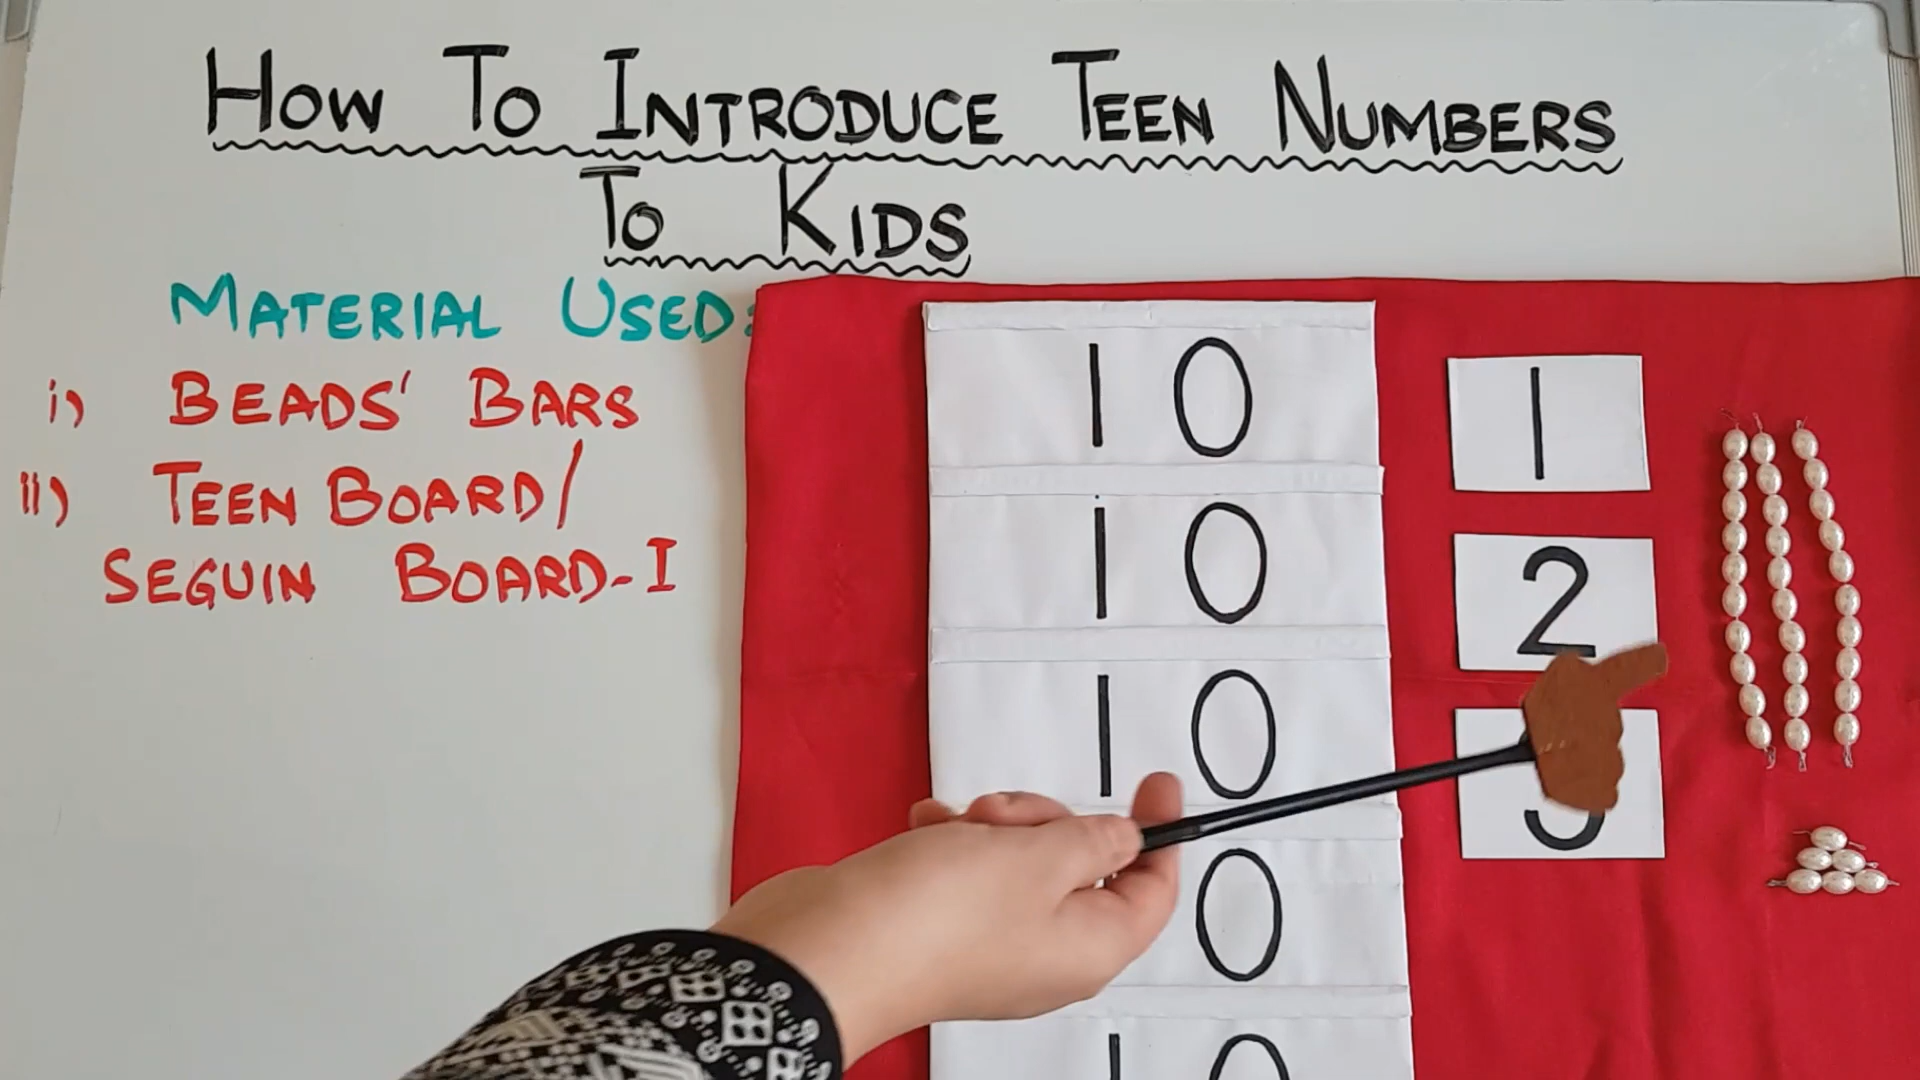 How To Introduce Teen Numbers
To Kids
Material Used:
i) Beads' Bars
ii) Teen Board/
Seguin Board-I
10
10
10
0
10
1
2